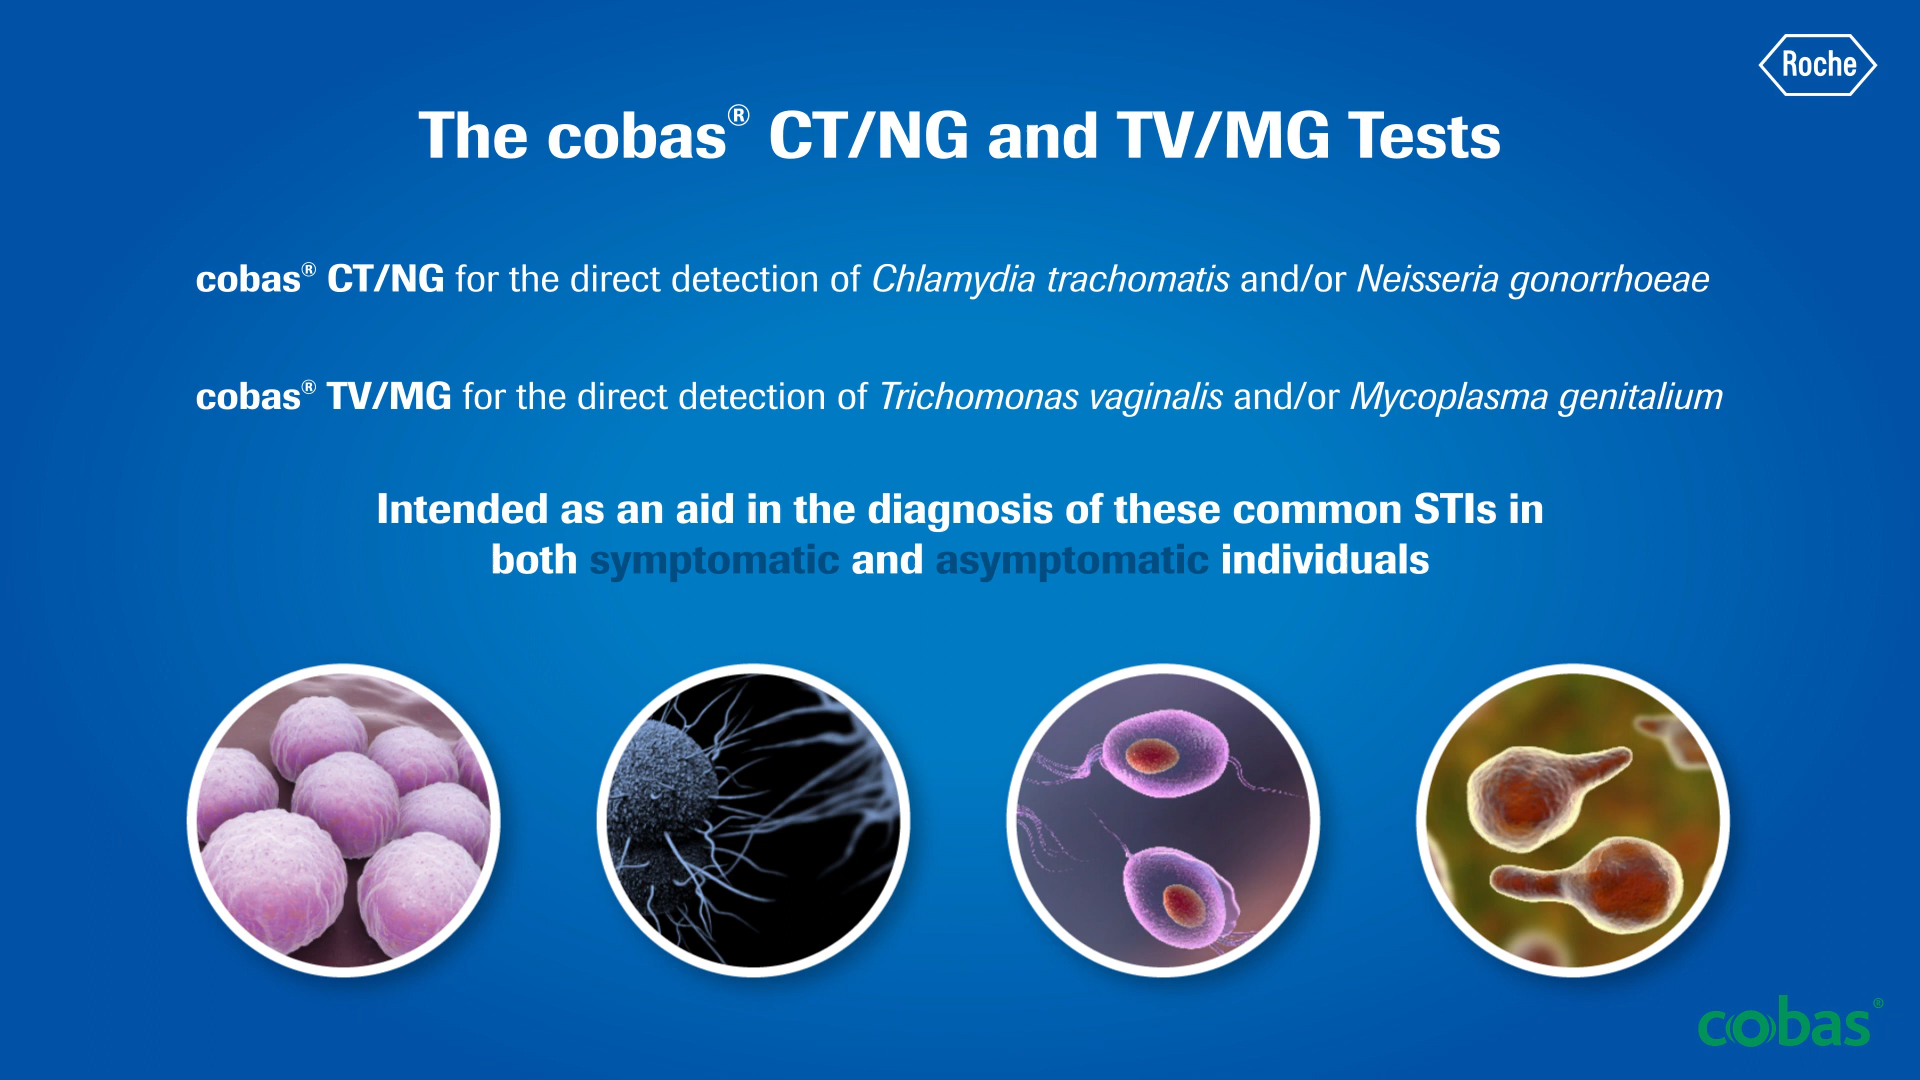 Roche
The cobas® CT/NG and TV/MG Tests
cobas® CT/NG for the direct detection of Chlamydia trachomatis and/or Neisseria gonorrhoeae
cobas® TV/MG for the direct detection of Trichomonas vaginalis and/or Mycoplasma genitalium
Intended as an aid in the diagnosis of these common STIs in
both symptomatic and asymptomatic individuals
cobas®